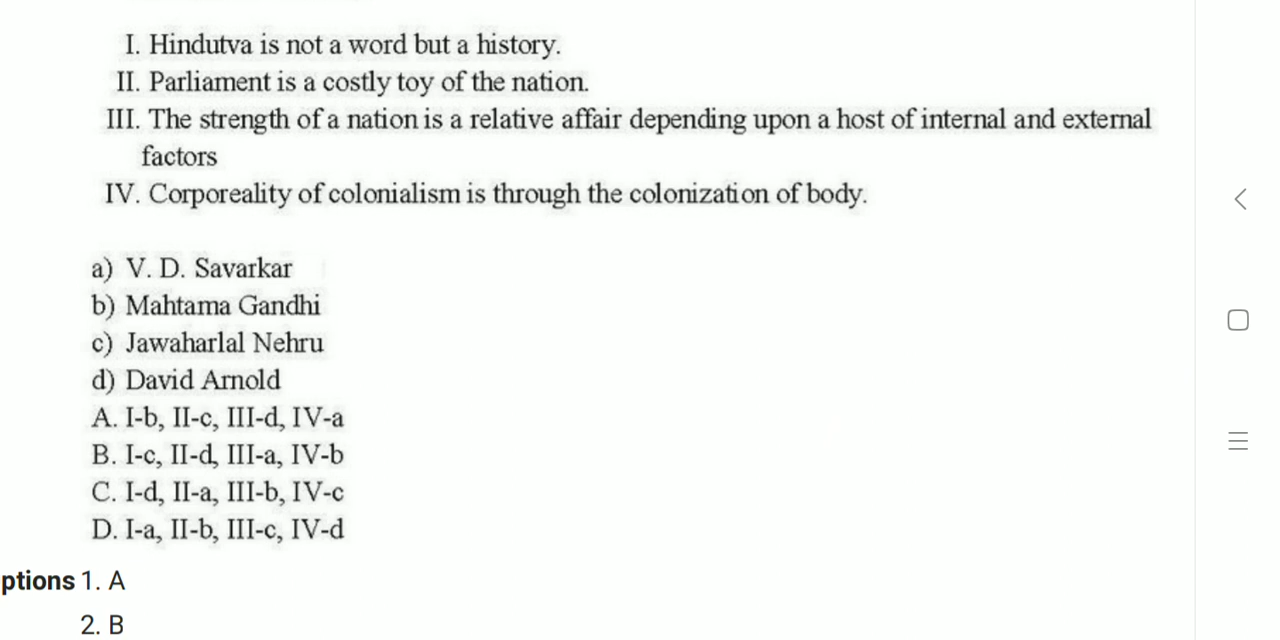 I. Hindutva is not a word but a history.
II. Parliament is a costly toy of the nation.
III. The strength of a nation is a relative affair depending upon a host of internal and external
factors
IV. Corporeality of colonialism is through the colonization of body.
a) V. D. Savarkar
b) Mahtama Gandhi
c) Jawaharlal Nehru
d) David Arnold
A. I-b, II-c, III-d, IV-a
B. I-c, II-d, III-a, IV-b
C. I-d, II-a, III-b, IV-c
D. I-a, II-b, III-c, IV-d
ptions 1. A
2. B